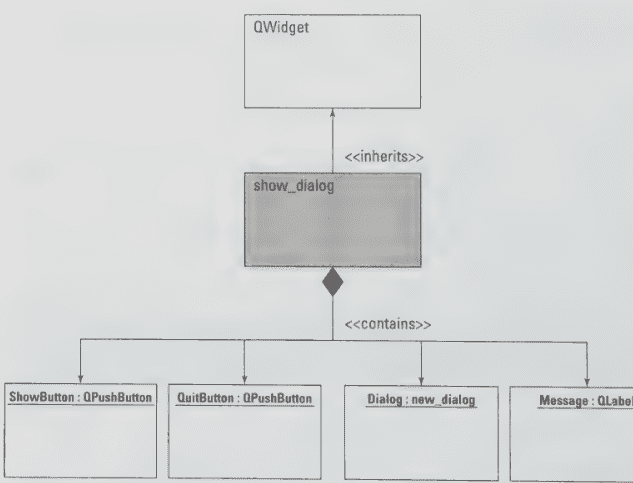 QWidget
<<inherits>>
show_dialog
<<contains>>
ShowButton : QPushButton
QuitButton : QPushButton
Dialog : new_dialog
Message : QLabel